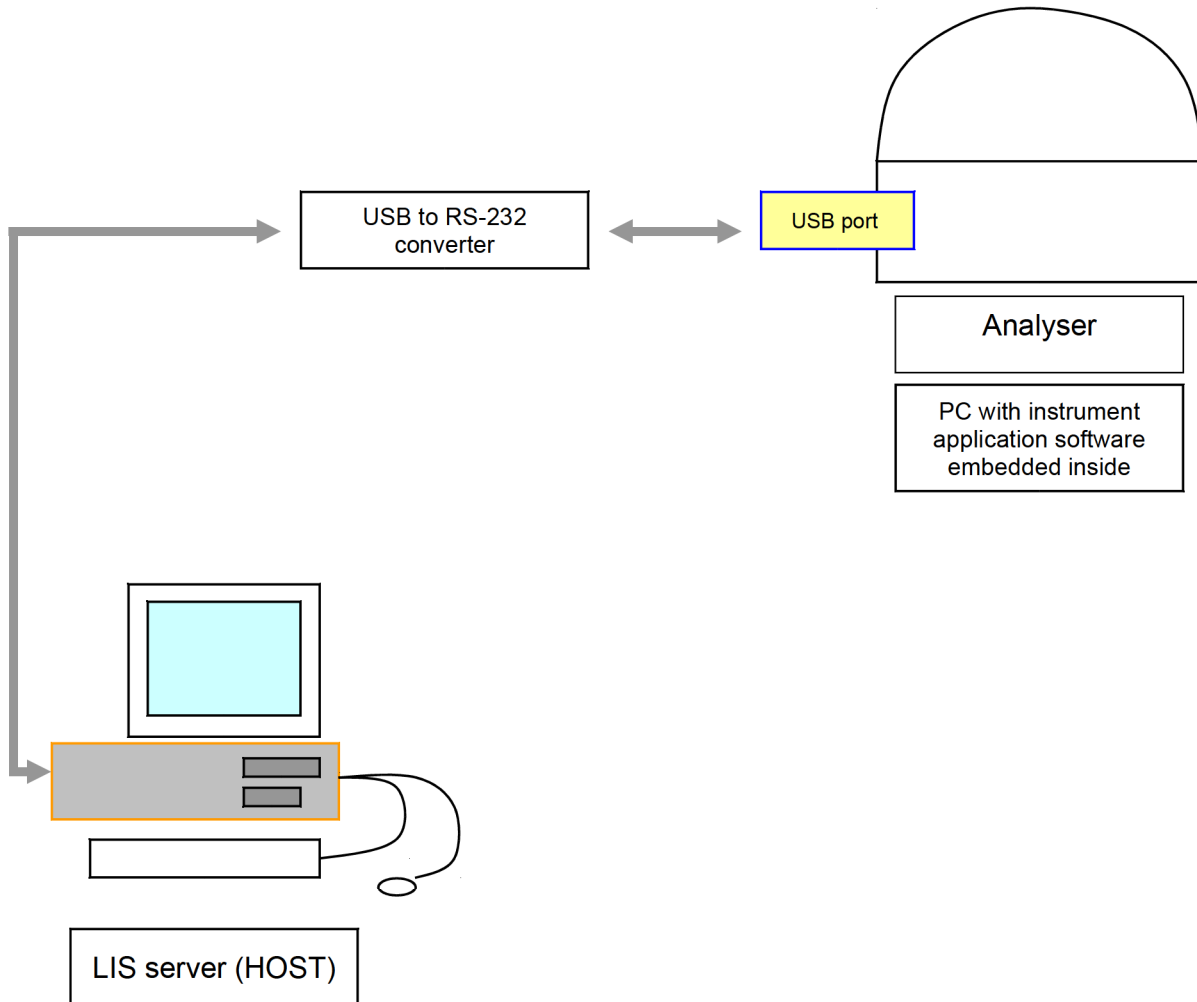 USB to RS-232
converter
USB port
Analyser
PC with instrument
application software
embedded inside
LIS server (HOST)